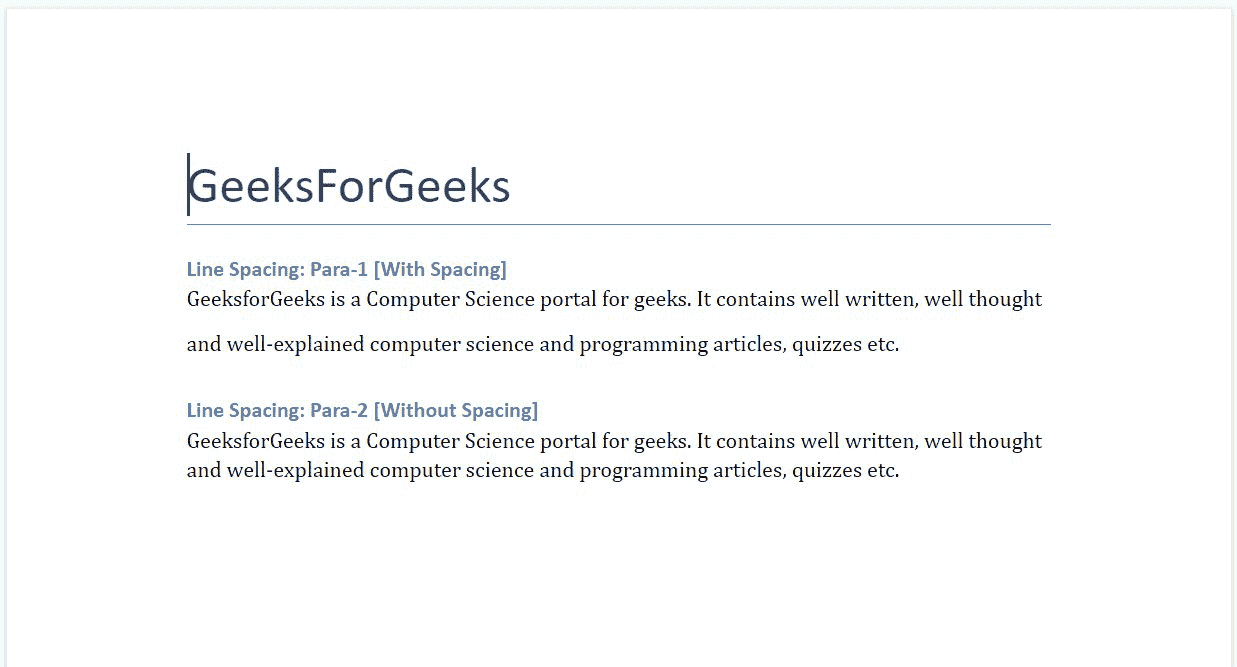 GeeksForGeeks
Line Spacing: Para-1 [With Spacing]
GeeksforGeeks is a Computer Science portal for geeks. It contains well written, well thought
and well-explained computer science and programming articles, quizzes etc.
Line Spacing: Para-2 [Without Spacing]
GeeksforGeeks is a Computer Science portal for geeks. It contains well written, well thought
and well-explained computer science and programming articles, quizzes etc.